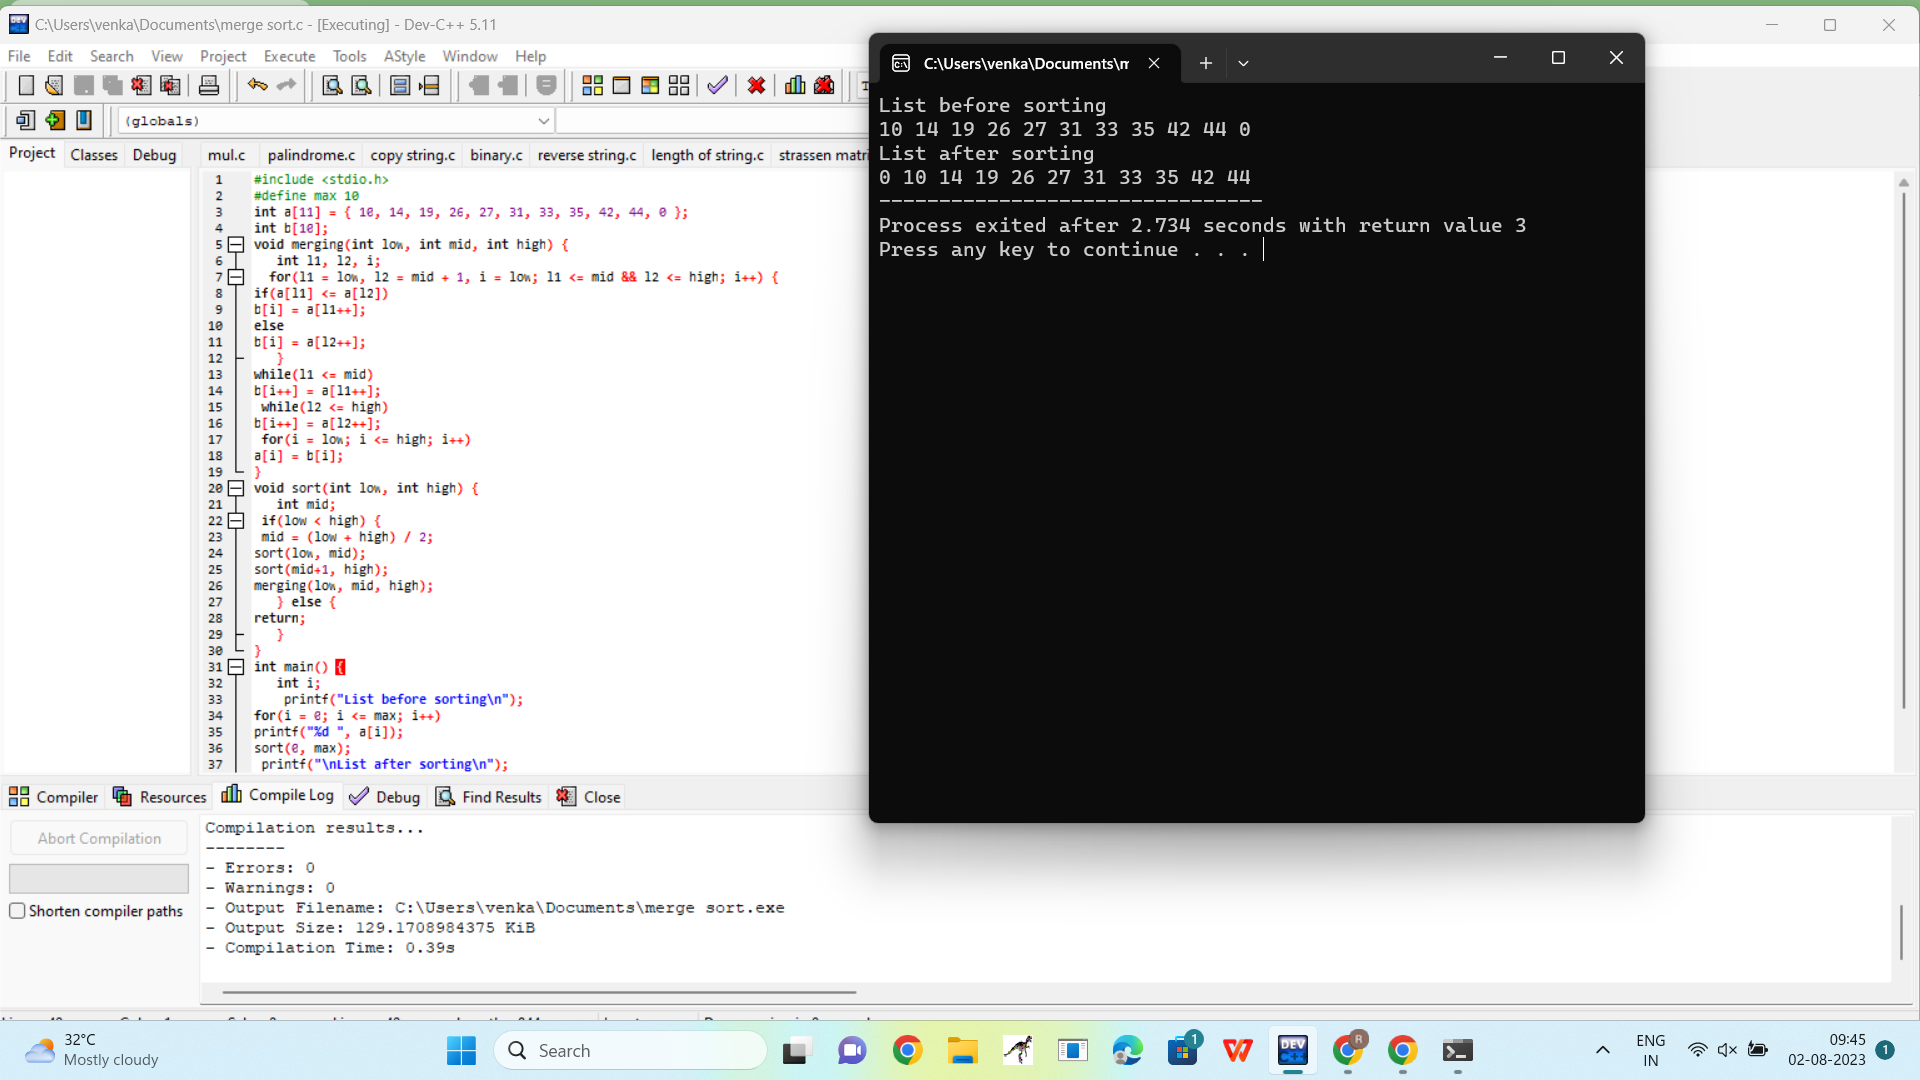 C:\Users\venka\Documents\merge sort.c - [Executing] - Dev-C++ 5.11
File Edit Search View Project Execute Tools AStyle Window Help
(globals)
Project Classes Debug
mul.c palindrome.c copy string.c binary.c reverse string.c length of string.c strassen matri
1 #include <stdio.h>
2 #define max 10
3 int a[11] = { 10, 14, 19, 26, 27, 31, 33, 35, 42, 44, 0 };
4 int b[10];
5 void merging(int low, int mid, int high) {
6 int l1, l2, i;
7 for(l1 = low, l2 = mid + 1, i = low; l1 <= mid && l2 <= high; i++) {
8 if(a[l1] <= a[l2])
9 b[i] = a[l1++];
10 else
11 b[i] = a[l2++];
12 }
13 while(l1 <= mid)
14 b[i++] = a[l1++];
15 while(l2 <= high)
16 b[i++] = a[l2++];
17 for(i = low; i <= high; i++)
18 a[i] = b[i];
19 }
20 void sort(int low, int high) {
21 int mid;
22 if(low < high) {
23 mid = (low + high) / 2;
24 sort(low, mid);
25 sort(mid+1, high);
26 merging(low, mid, high);
27 } else {
28 return;
29 }
30 }
31 int main() {
32 int i;
33 printf("List before sorting\n");
34 for(i = 0; i <= max; i++)
35 printf("%d ", a[i]);
36 sort(0, max);
37 printf("\nList after sorting\n");
C:\Users\venka\Documents\m
List before sorting
10 14 19 26 27 31 33 35 42 44 0
List after sorting
0 10 14 19 26 27 31 33 35 42 44
--------------------------------
Process exited after 2.734 seconds with return value 3
Press any key to continue . . .
Compiler Resources Compile Log Debug Find Results Close
Abort Compilation
Shorten compiler paths
Compilation results...
--------
- Errors: 0
- Warnings: 0
- Output Filename: C:\Users\venka\Documents\merge sort.exe
- Output Size: 129.1708984375 KiB
- Compilation Time: 0.39s
32°C
Mostly cloudy
Search
1
DEV
C++
R
ENG
IN
09:45
02-08-2023
1